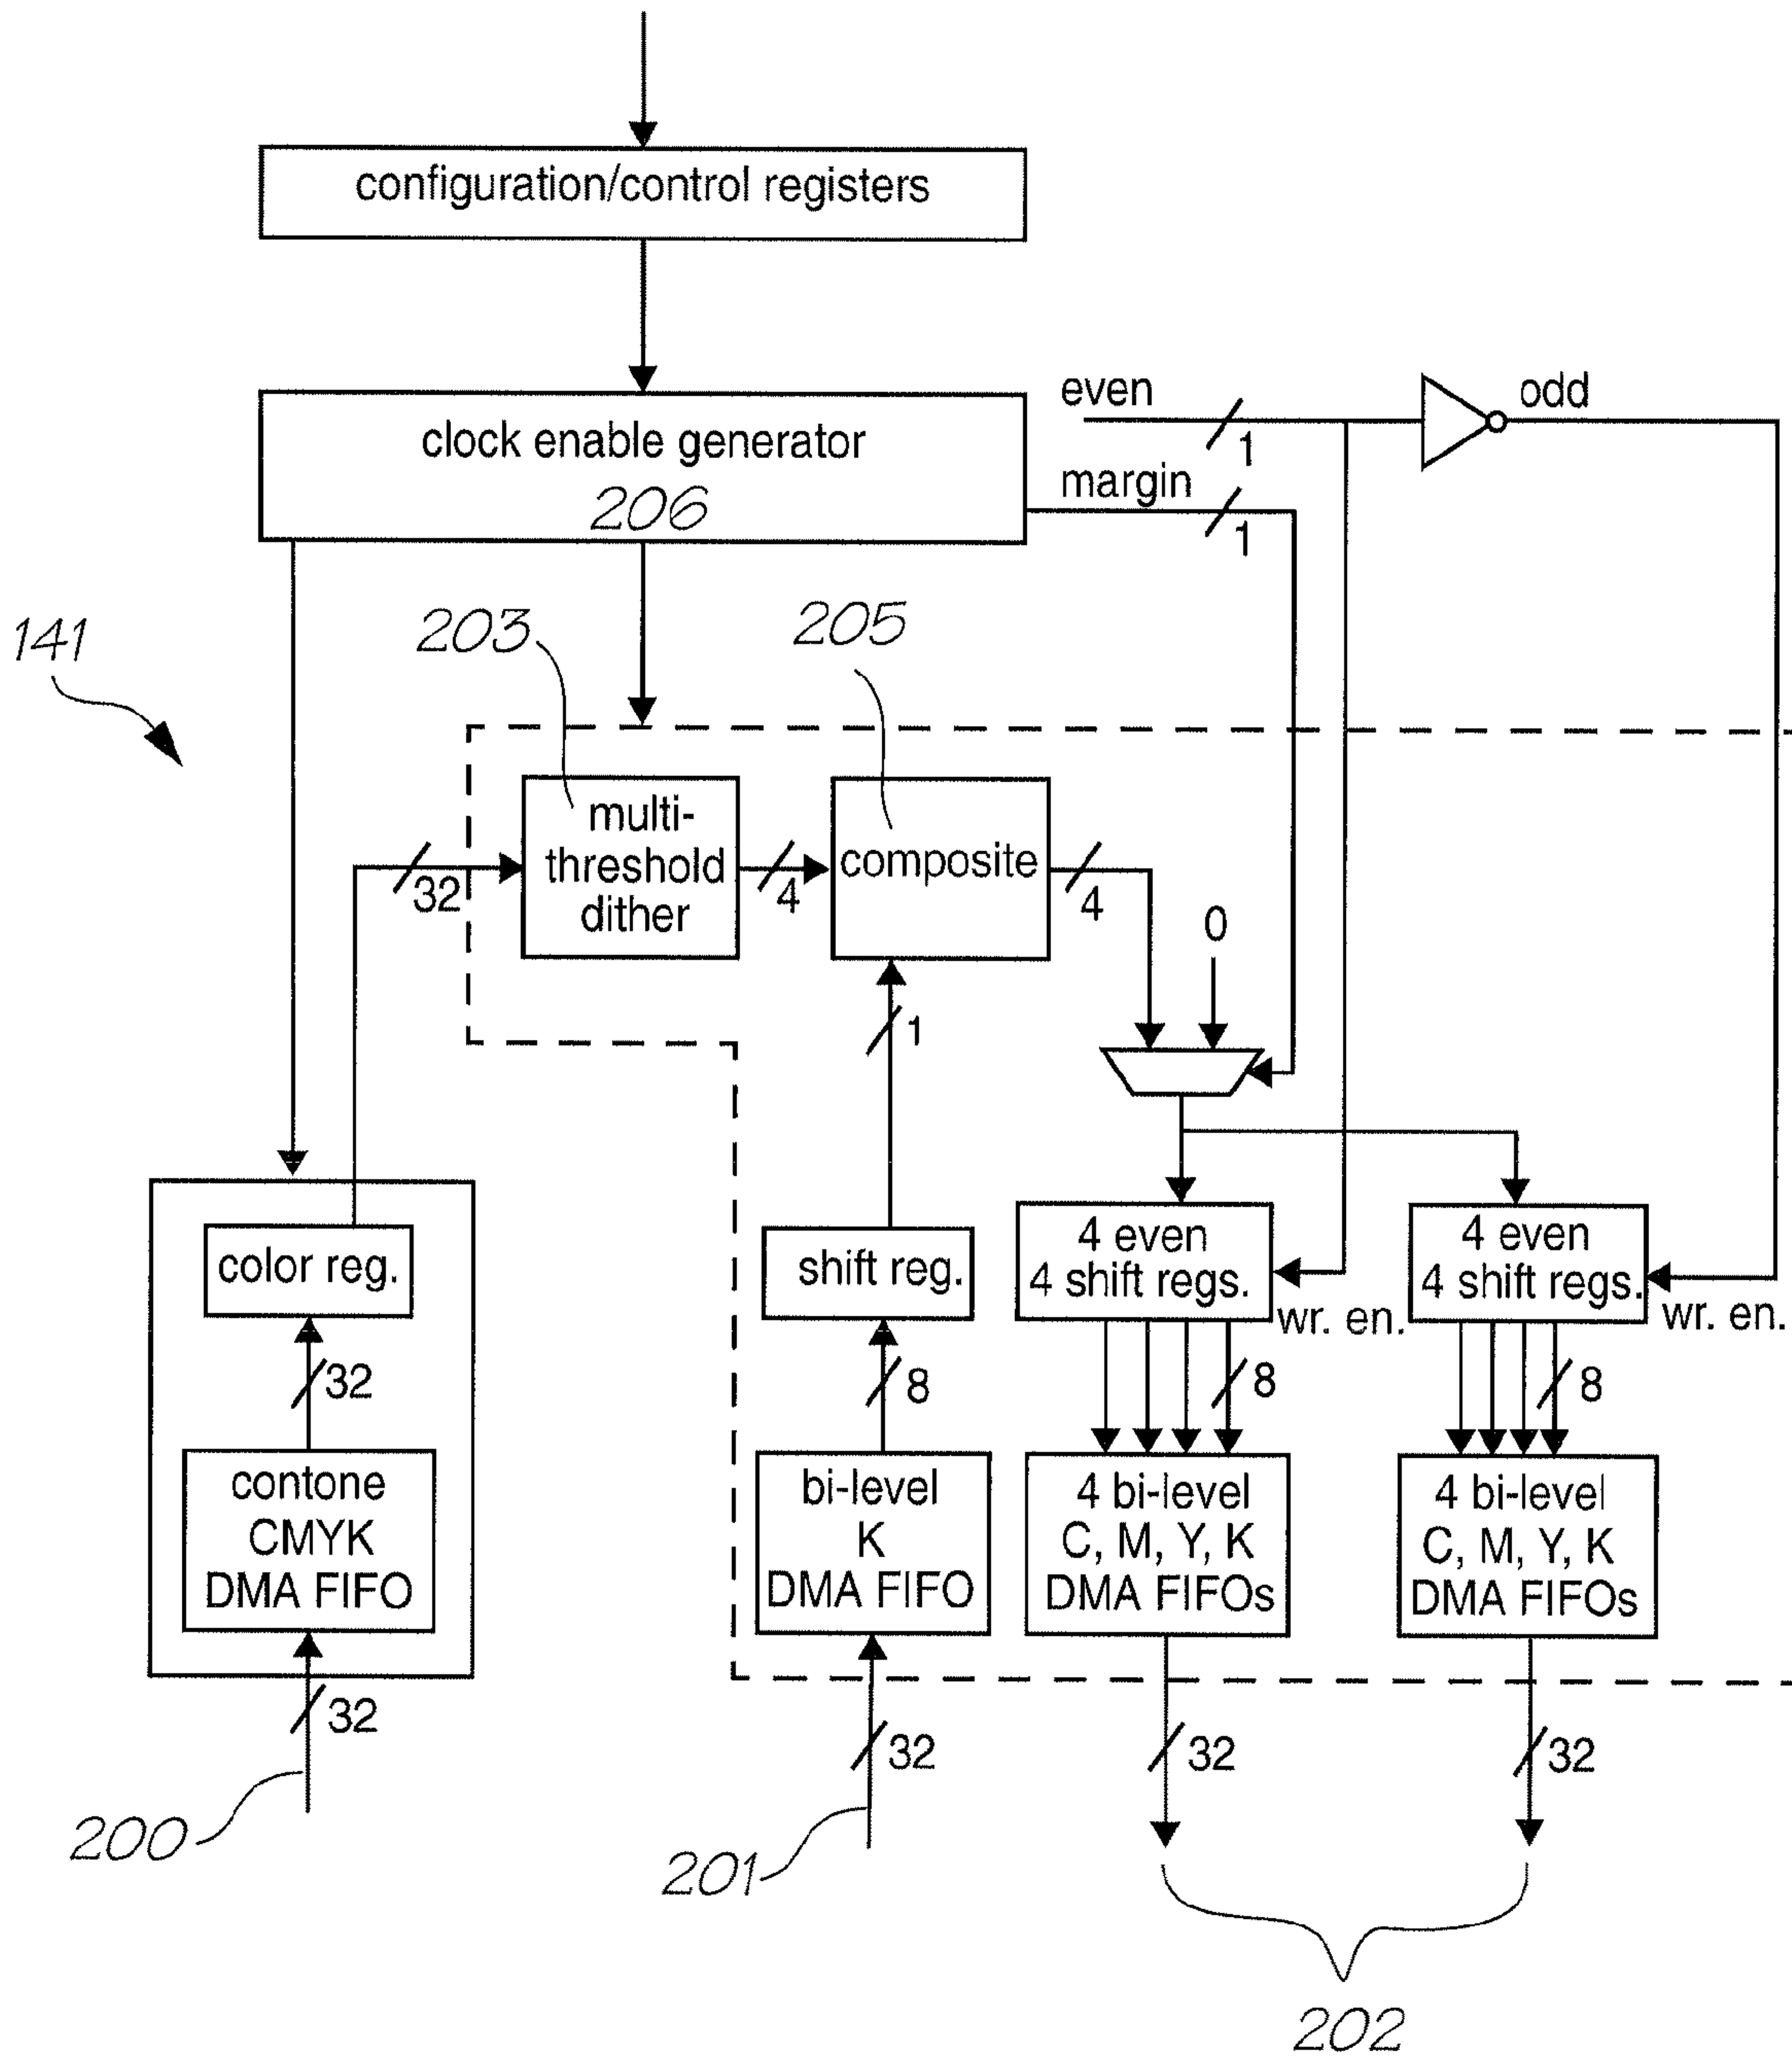 configuration/control registers
clock enable generator
206
even
1
odd
margin
1
141
203
205
32
multi-
threshold
dither
4
composite
4
0
1
color reg.
32
contone
CMYK
DMA FIFO
32
200
shift reg.
8
bi-level
K
DMA FIFO
32
201
4 even
4 shift regs.
wr. en.
8
4 bi-level
C, M, Y, K
DMA FIFOs
32
4 even
4 shift regs.
wr. en.
8
4 bi-level
C, M, Y, K
DMA FIFOs
32
202